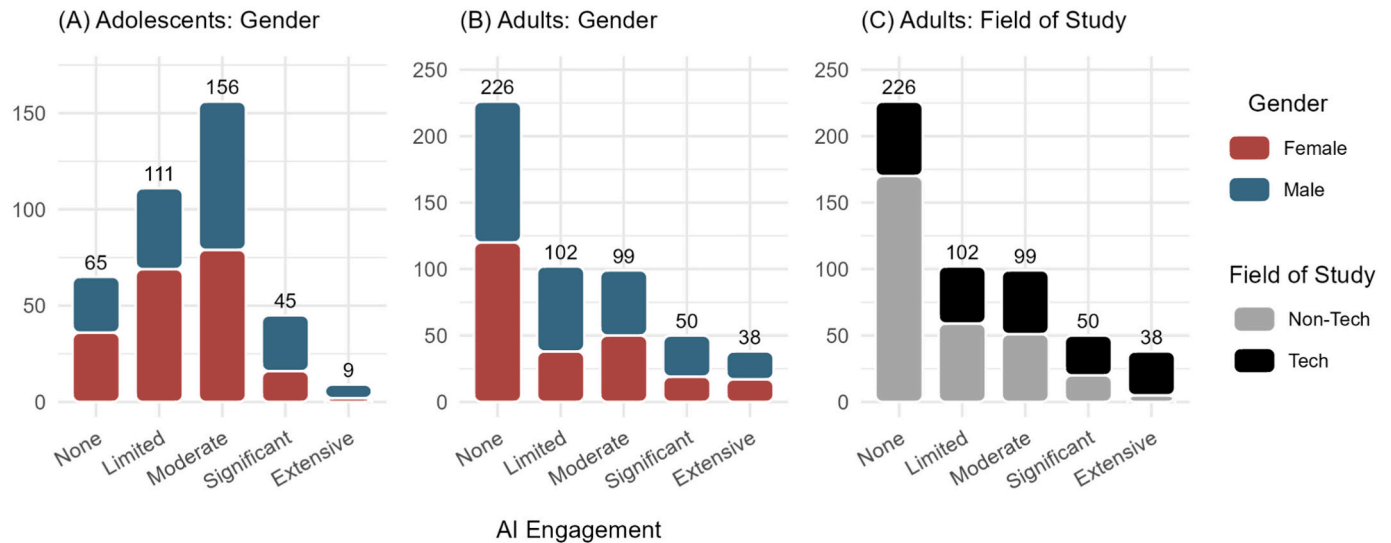 (A) Adolescents: Gender
150
100
50
0
65
111
156
45
9
None
Limited
Moderate
Significant
Extensive
(B) Adults: Gender
250
200
150
100
50
0
226
102
99
50
38
None
Limited
Moderate
Significant
Extensive
(C) Adults: Field of Study
250
200
150
100
50
0
226
102
99
50
38
None
Limited
Moderate
Significant
Extensive
AI Engagement
Gender
Female
Male
Field of Study
Non-Tech
Tech